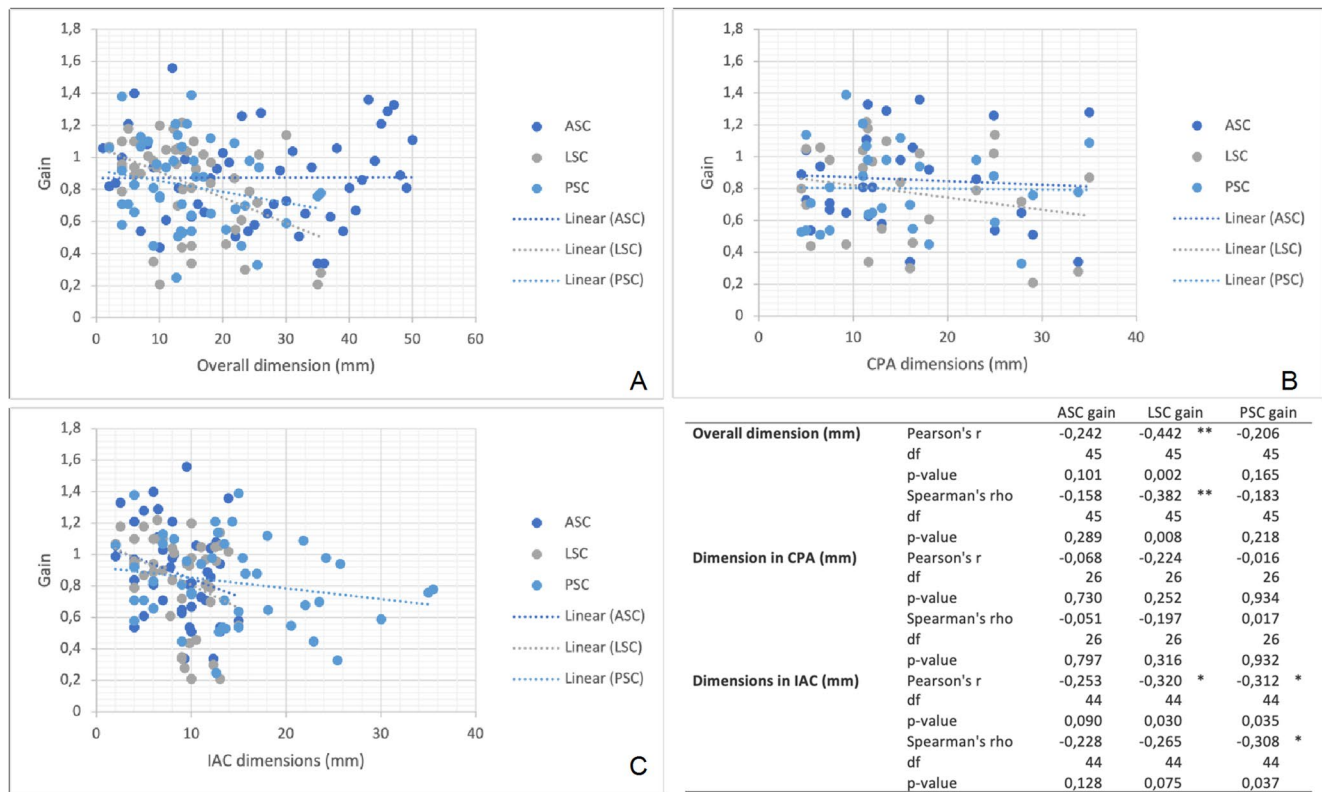 1,8
1,6
1,4
1,2
1
0,8
0,6
0,4
0,2
0
Gain
0 10 20 30 40 50 60
Overall dimension (mm)
ASC
LSC
PSC
Linear (ASC)
Linear (LSC)
Linear (PSC)
A
1,8
1,6
1,4
1,2
1
0,8
0,6
0,4
0,2
0
Gain
0 10 20 30 40
CPA dimensions (mm)
ASC
LSC
PSC
Linear (ASC)
Linear (LSC)
Linear (PSC)
B
1,8
1,6
1,4
1,2
1
0,8
0,6
0,4
0,2
0
Gain
0 10 20 30 40
IAC dimensions (mm)
ASC
LSC
PSC
Linear (ASC)
Linear (LSC)
Linear (PSC)
C
ASC gain LSC gain PSC gain
Overall dimension (mm) Pearson's r -0,242 -0,442 ** -0,206
df 45 45 45
p-value 0,101 0,002 0,165
Spearman's rho -0,158 -0,382 ** -0,183
df 45 45 45
p-value 0,289 0,008 0,218
Dimension in CPA (mm) Pearson's r -0,068 -0,224 -0,016
df 26 26 26
p-value 0,730 0,252 0,934
Spearman's rho -0,051 -0,197 0,017
df 26 26 26
p-value 0,797 0,316 0,932
Dimensions in IAC (mm) Pearson's r -0,253 -0,320 * -0,312 *
df 44 44 44
p-value 0,090 0,030 0,035
Spearman's rho -0,228 -0,265 -0,308 *
df 44 44 44
p-value 0,128 0,075 0,037